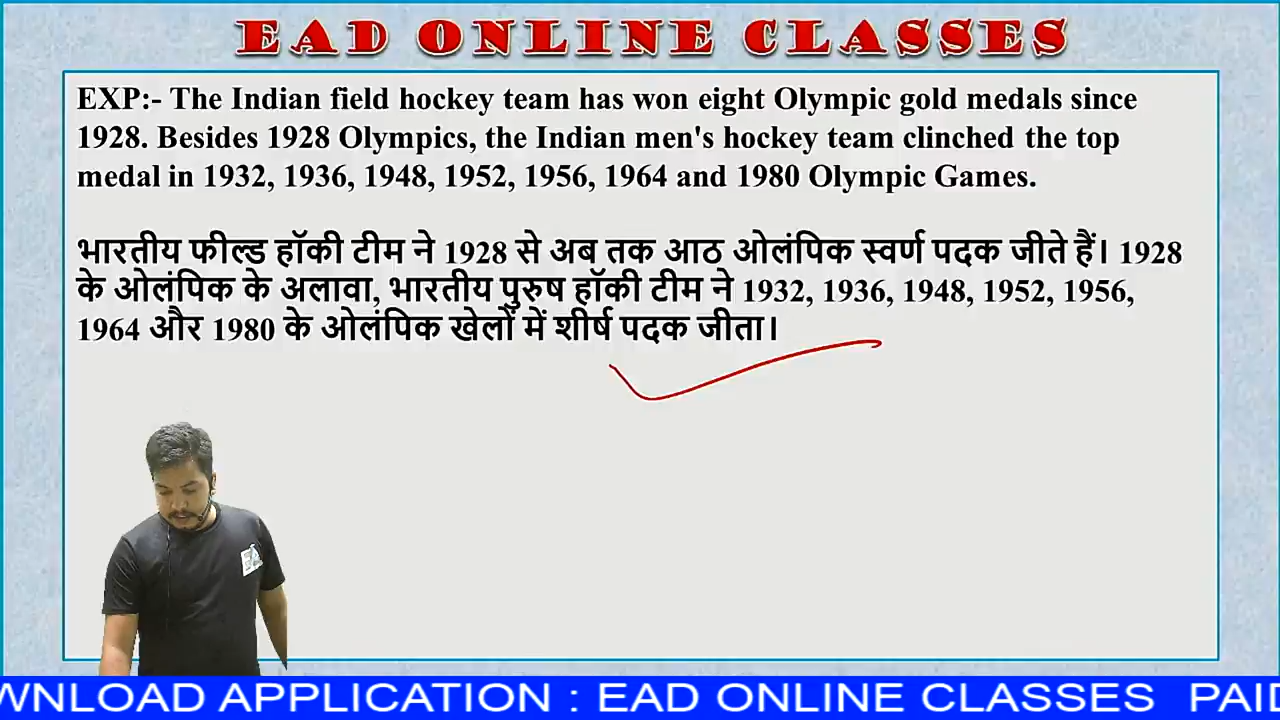 EAD ONLINE CLASSES
EXP:- The Indian field hockey team has won eight Olympic gold medals since
1928. Besides 1928 Olympics, the Indian men's hockey team clinched the top
medal in 1932, 1936, 1948, 1952, 1956, 1964 and 1980 Olympic Games.
भारतीय फील्ड हॉकी टीम ने 1928 से अब तक आठ ओलंपिक स्वर्ण पदक जीते हैं। 1928
के ओलंपिक के अलावा, भारतीय पुरुष हॉकी टीम ने 1932, 1936, 1948, 1952, 1956,
1964 और 1980 के ओलंपिक खेलों में शीर्ष पदक जीता।
APPLICATION : EAD ONLINE CLASSES